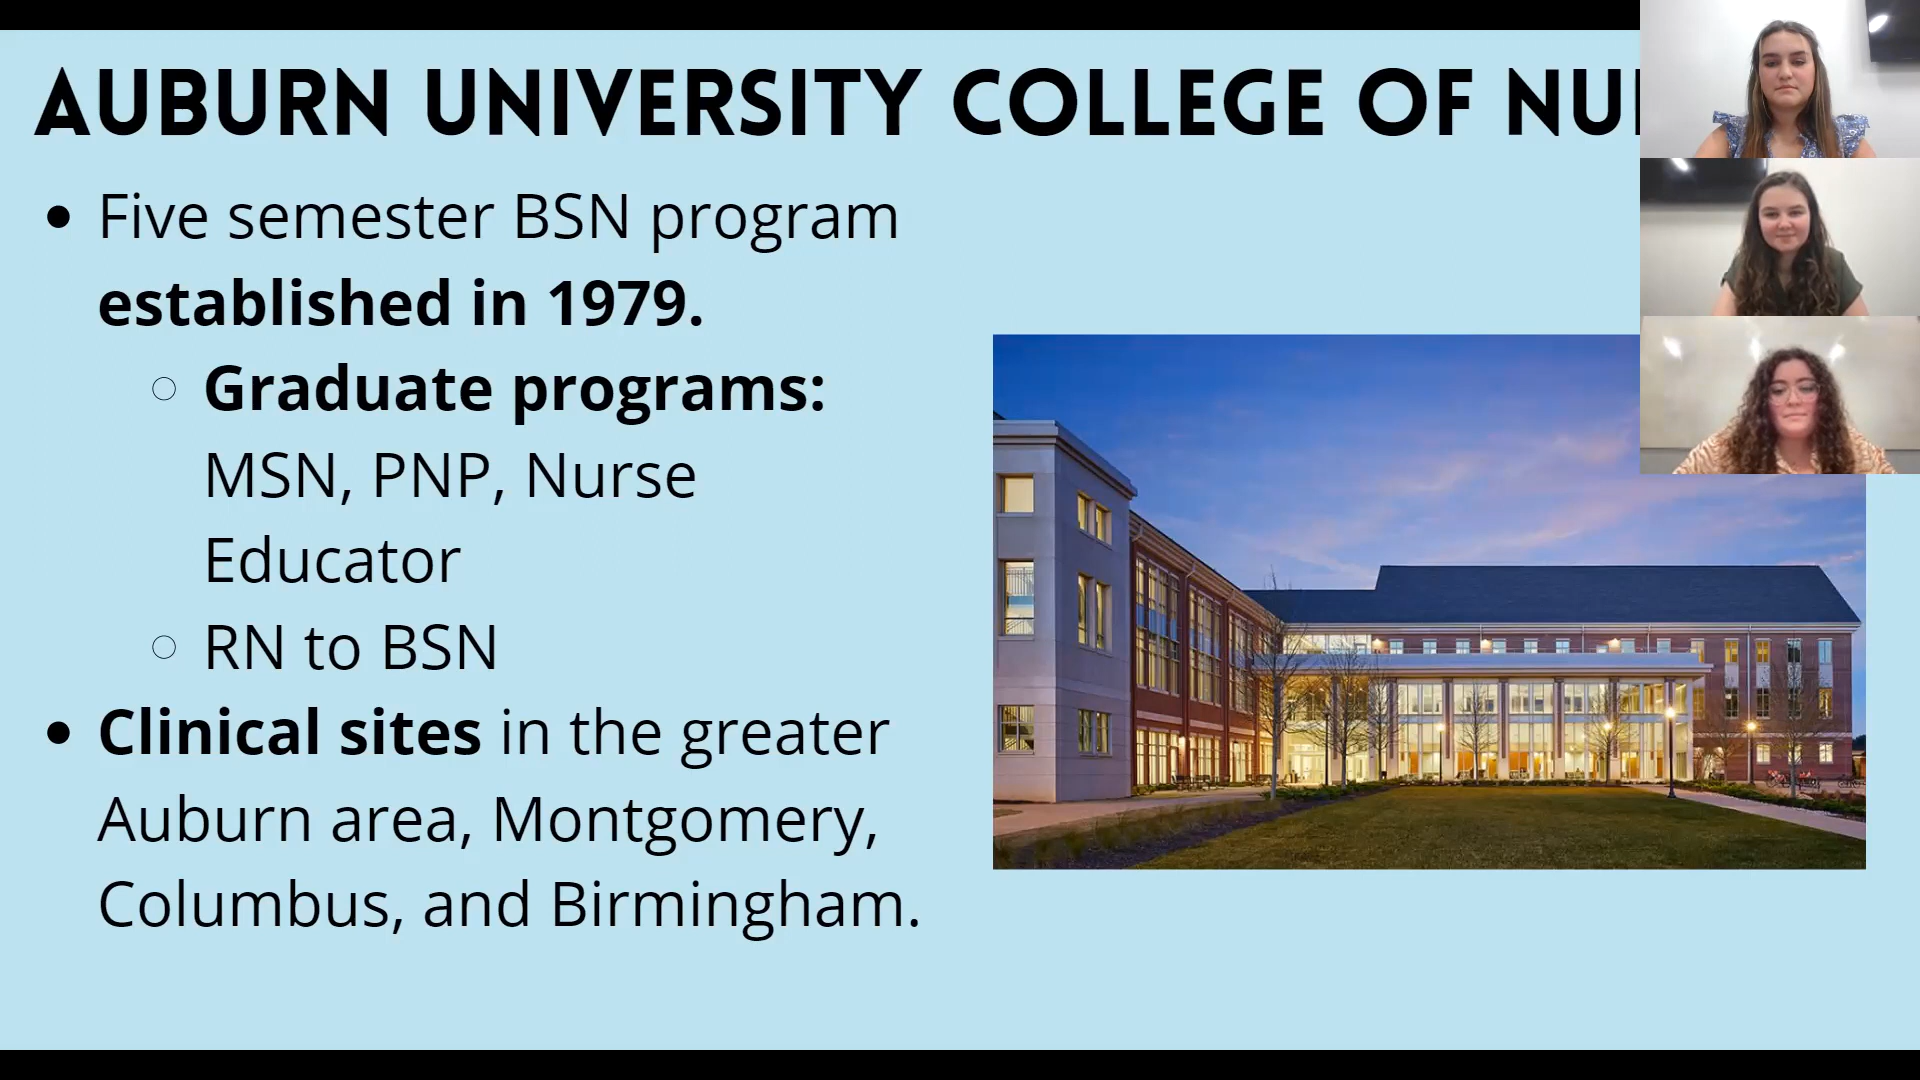 AUBURN UNIVERSITY COLLEGE OF
• Five semester BSN program
established in 1979.
○ Graduate programs:
MSN, PNP, Nurse
Educator
○ RN to BSN
• Clinical sites in the greater
Auburn area, Montgomery,
Columbus, and Birmingham.